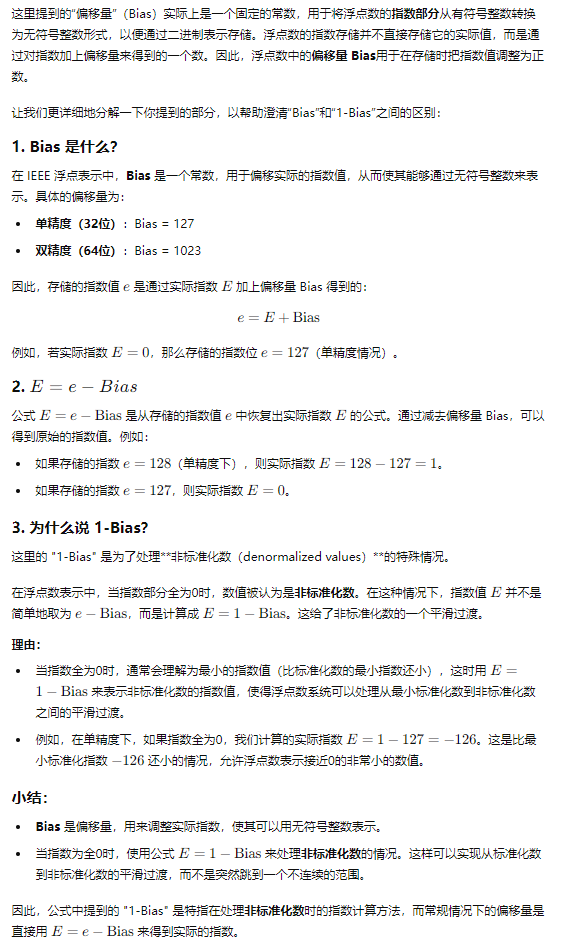 这里提到的“偏移量”（Bias）实际上是一个固定的常数，用于将浮点数的指数部分从有符号整数转换
为无符号整数形式，以便通过二进制表示存储。浮点数的指数存储并不直接存储它的实际值，而是通
过对指数加上偏移量来得到的一个数。因此，浮点数中的偏移量 Bias用于在存储时把指数值调整为正
数。
让我们更详细地分解一下你提到的部分，以帮助澄清“Bias”和“1-Bias”之间的区别：
1. Bias 是什么？
在 IEEE 浮点表示中，Bias 是一个常数，用于偏移实际的指数值，从而使其能够通过无符号整数来表
示。具体的偏移量为：
• 单精度（32位）：Bias = 127
• 双精度（64位）：Bias = 1023
因此，存储的指数值 e 是通过实际指数 E 加上偏移量 Bias 得到的：
e = E + Bias
例如，若实际指数 E = 0，那么存储的指数位 e = 127（单精度情况）。
2. E = e − Bias
公式 E = e − Bias 是从存储的指数值 e 中恢复出实际指数 E 的公式。通过减去偏移量 Bias，可以
得到原始的指数值。例如：
• 如果存储的指数 e = 128（单精度下），则实际指数 E = 128 − 127 = 1。
• 如果存储的指数 e = 127，则实际指数 E = 0。
3. 为什么说 1-Bias？
这里的 "1-Bias" 是为了处理**非标准化数（denormalized values）**的特殊情况。
在浮点数表示中，当指数部分全为0时，数值被认为是非标准化数。在这种情况下，指数值 E 并不是
简单地取为 e − Bias，而是计算成 E = 1 − Bias。这给了非标准化数的一个平滑过渡。
理由：
• 当指数全为0时，通常会理解为最小的指数值（比标准化数的最小指数还小），这时用 E =
1 − Bias 来表示非标准化数的指数值，使得浮点数系统可以处理从最小标准化数到非标准化数
之间的平滑过渡。
• 例如，在单精度下，如果指数全为0，我们计算的实际指数 E = 1 − 127 = −126。这是比最
小标准化指数 −126 还小的情况，允许浮点数表示接近0的非常小的数值。
小结：
• Bias 是偏移量，用来调整实际指数，使其可以用无符号整数表示。
• 当指数为全0时，使用公式 E = 1 − Bias 来处理非标准化数的情况。这样可以实现从标准化数
到非标准化数的平滑过渡，而不是突然跳到一个不连续的范围。
因此，公式中提到的 "1-Bias" 是特指在处理非标准化数时的指数计算方法，而常规情况下的偏移量是
直接用 E = e − Bias 来得到实际的指数。